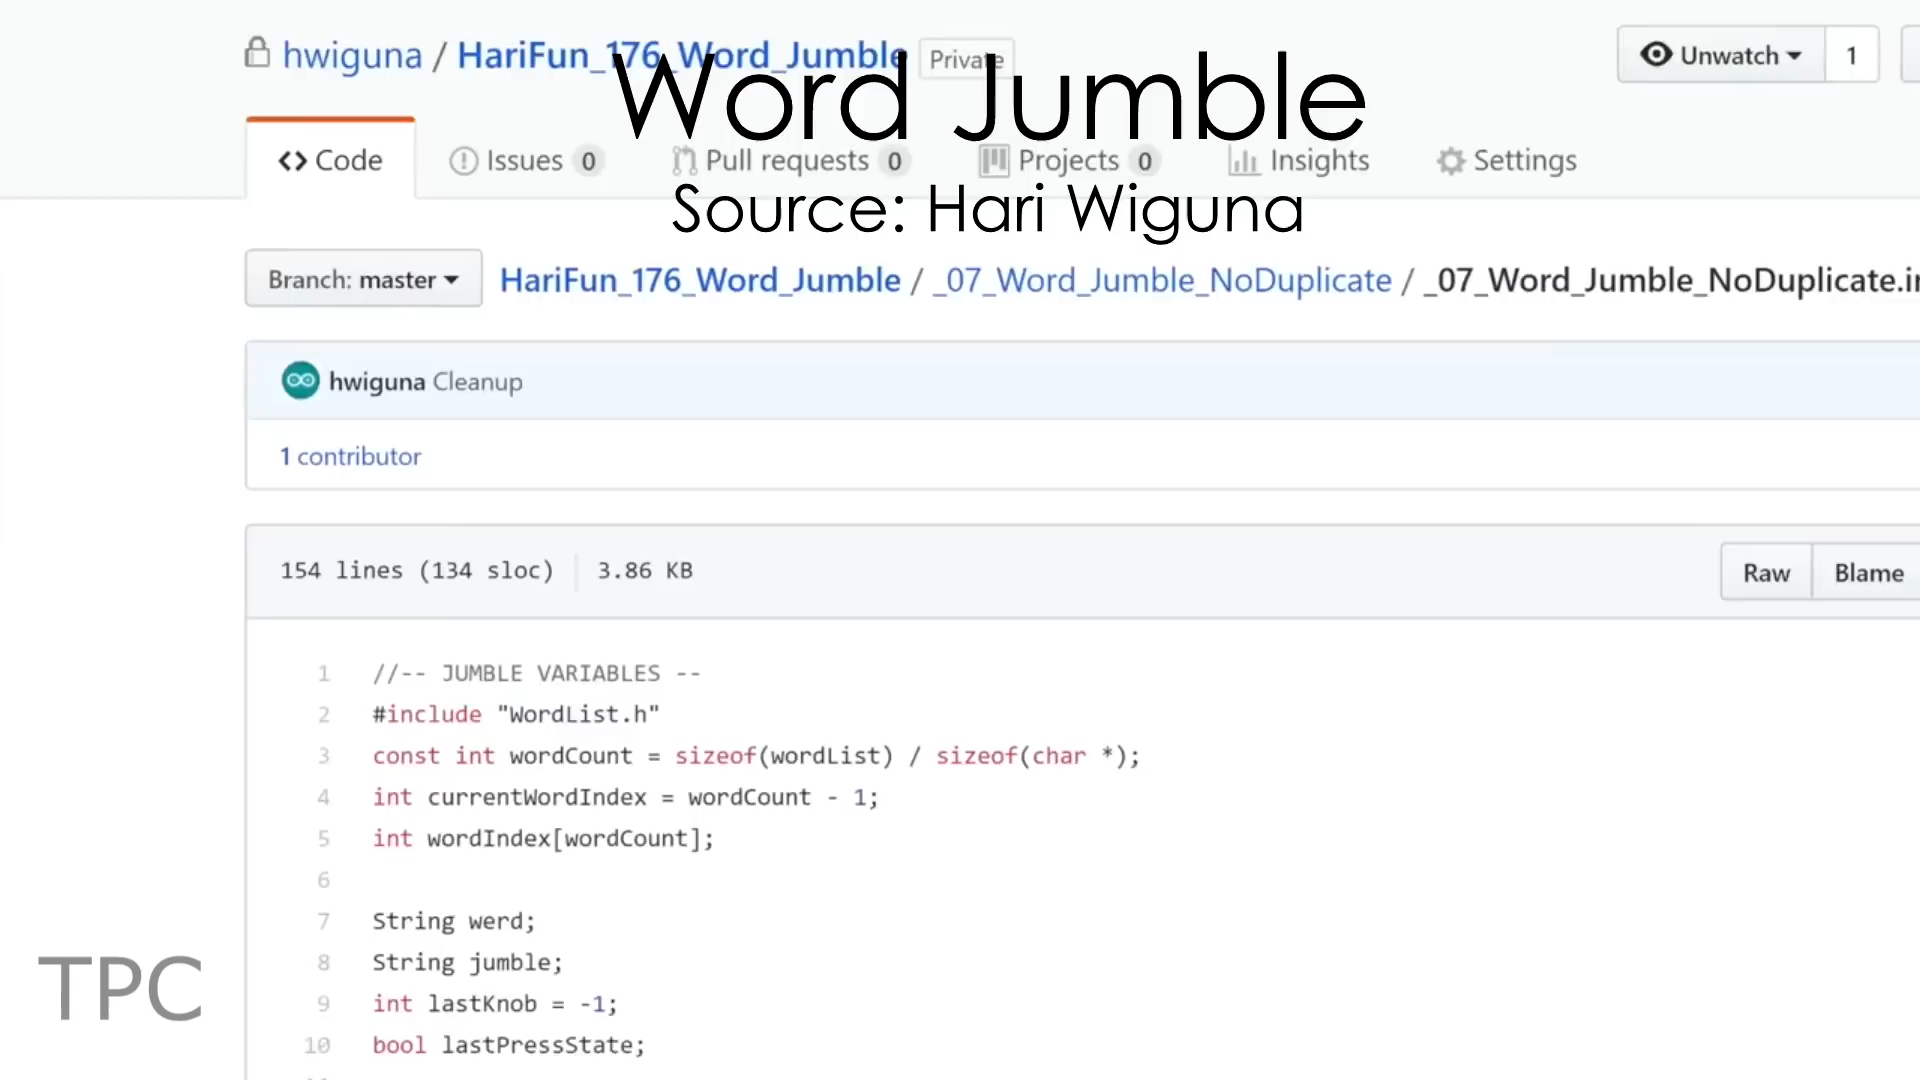 hwiguna / HariFun_176_Word_Jumble Private
Unwatch 1
Word Jumble
Code Issues 0 Pull requests 0 Projects 0 Insights Settings
Source: Hari Wiguna
Branch: master HariFun_176_Word_Jumble / _07_Word_Jumble_NoDuplicate / _07_Word_Jumble_NoDuplicate.in
hwiguna Cleanup
1 contributor
154 lines (134 sloc) 3.86 KB
Raw Blame
1 //-- JUMBLE VARIABLES --
2 #include "WordList.h"
3 const int wordCount = sizeof(wordList) / sizeof(char *);
4 int currentWordIndex = wordCount - 1;
5 int wordIndex[wordCount];
6
7 String werd;
8 String jumble;
9 int lastKnob = -1;
10 bool lastPressState;
TPC